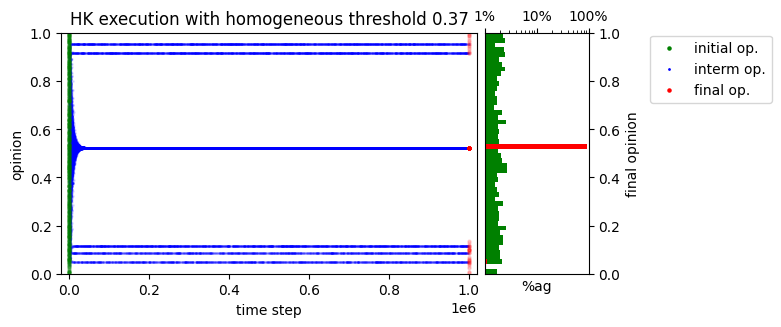 HK execution with homogeneous threshold 0.37
1% 10% 100%
1.0 1.0
0.8 0.8
0.6 0.6
0.4 0.4
0.2 0.2
0.0 0.0
opinion
final opinion
0.0 0.2 0.4 0.6 0.8 1.0
1e6
time step
%ag
initial op.
interm op.
final op.